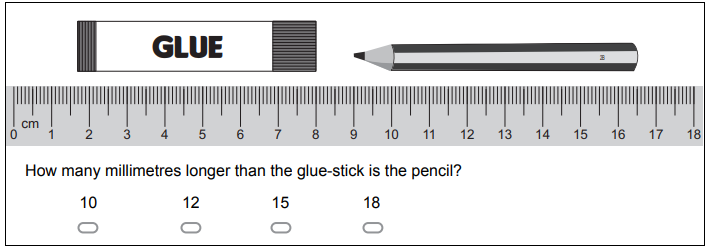 GLUE
cm
0 1 2 3 4 5 6 7 8 9 10 11 12 13 14 15 16 17 18
How many millimetres longer than the glue-stick is the pencil?
10 12 15 18